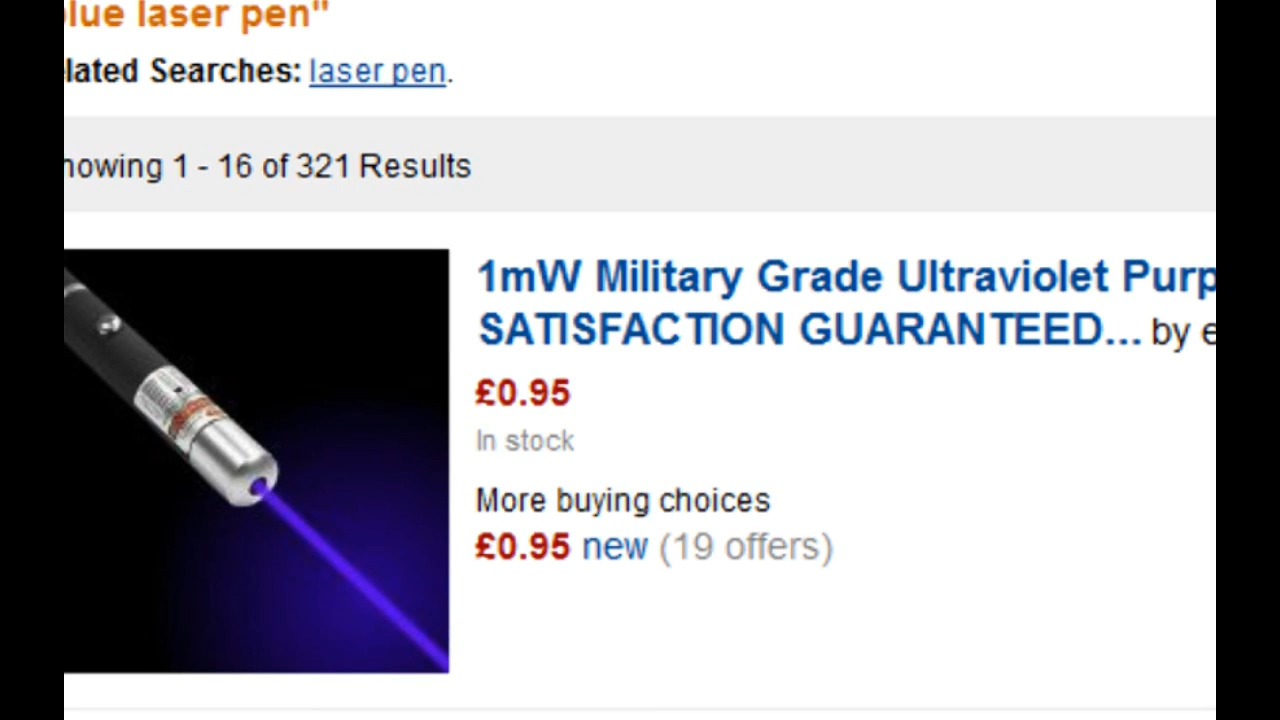 lue laser pen"
lated Searches: laser pen.
howing 1 - 16 of 321 Results
1mW Military Grade Ultraviolet Purp
SATISFACTION GUARANTEED... by e
£0.95
In stock
More buying choices
£0.95 new (19 offers)